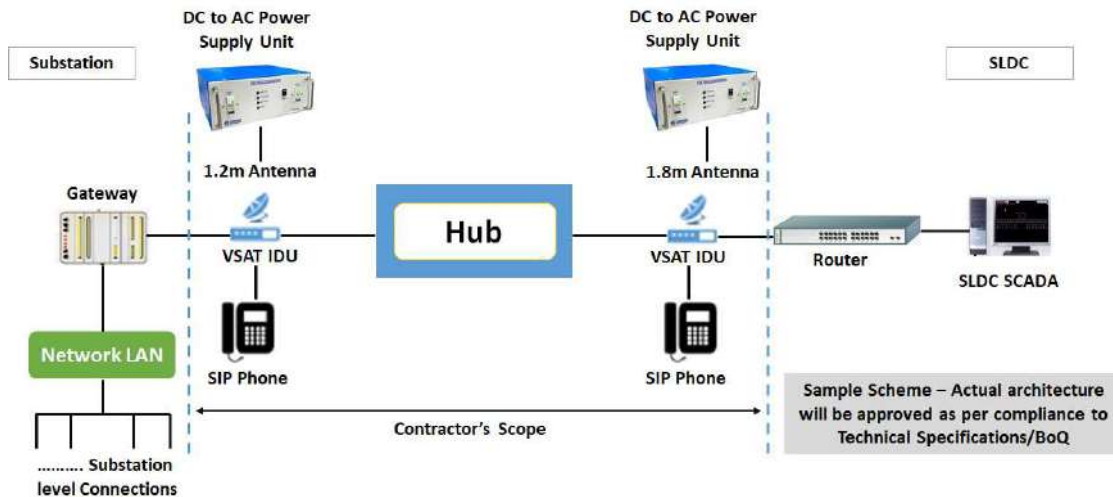 DC to AC Power
Supply Unit
DC to AC Power
Supply Unit
Substation
SLDC
1.2m Antenna
1.8m Antenna
Gateway
Hub
VSAT IDU
VSAT IDU
Router
SLDC SCADA
Network LAN
SIP Phone
SIP Phone
Contractor's Scope
Sample Scheme – Actual architecture
will be approved as per compliance to
Technical Specifications/BoQ
.......... Substation
level Connections